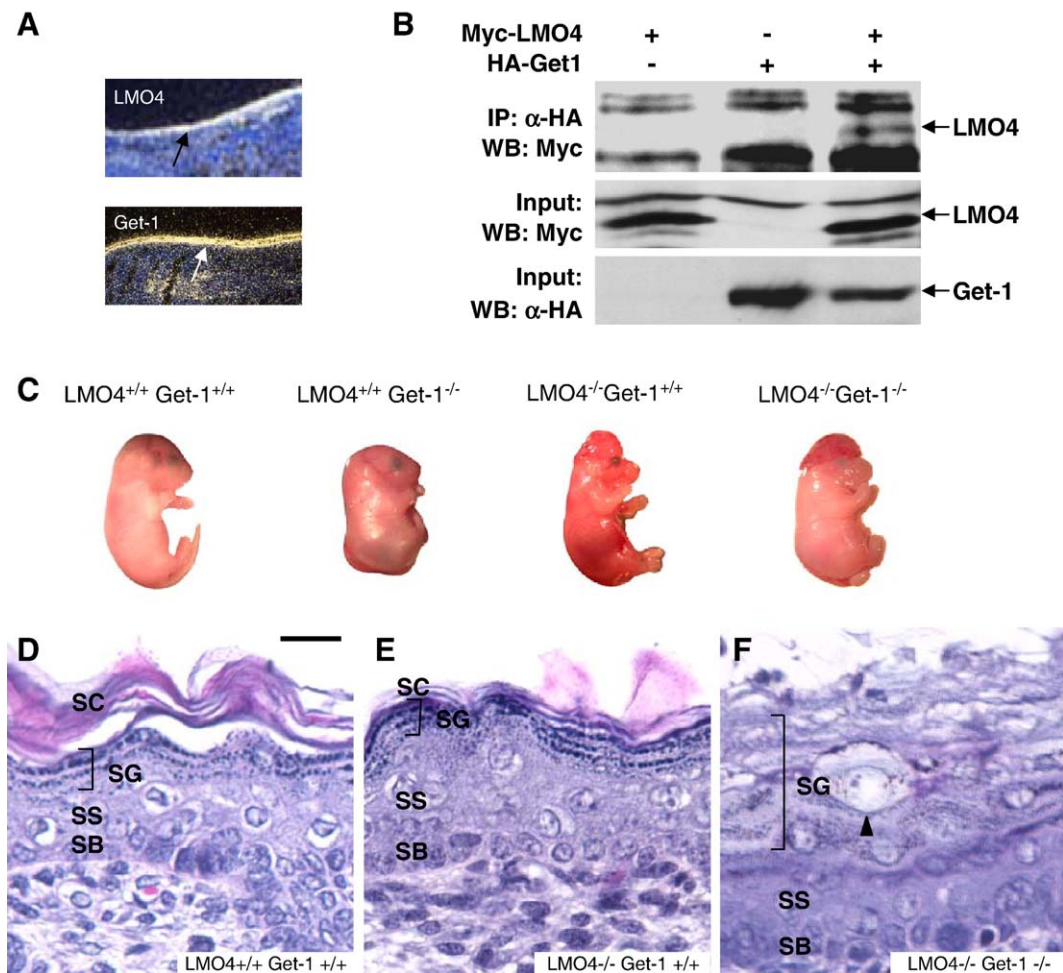 A
LMO4
Get-1
B
Myc-LMO4 + - +
HA-Get1 - + +
IP: α-HA
WB: Myc
LMO4
Input:
WB: Myc
LMO4
Input:
WB: α-HA
Get-1
C
LMO4+/+ Get-1+/+
LMO4+/+ Get-1-/-
LMO4-/-Get-1+/+
LMO4-/-Get-1-/-
D
SC
SG
SS
SB
LMO4+/+ Get-1 +/+
E
SC
SG
SS
SB
LMO4-/- Get-1 +/+
F
SG
SS
SB
LMO4-/- Get-1 -/-